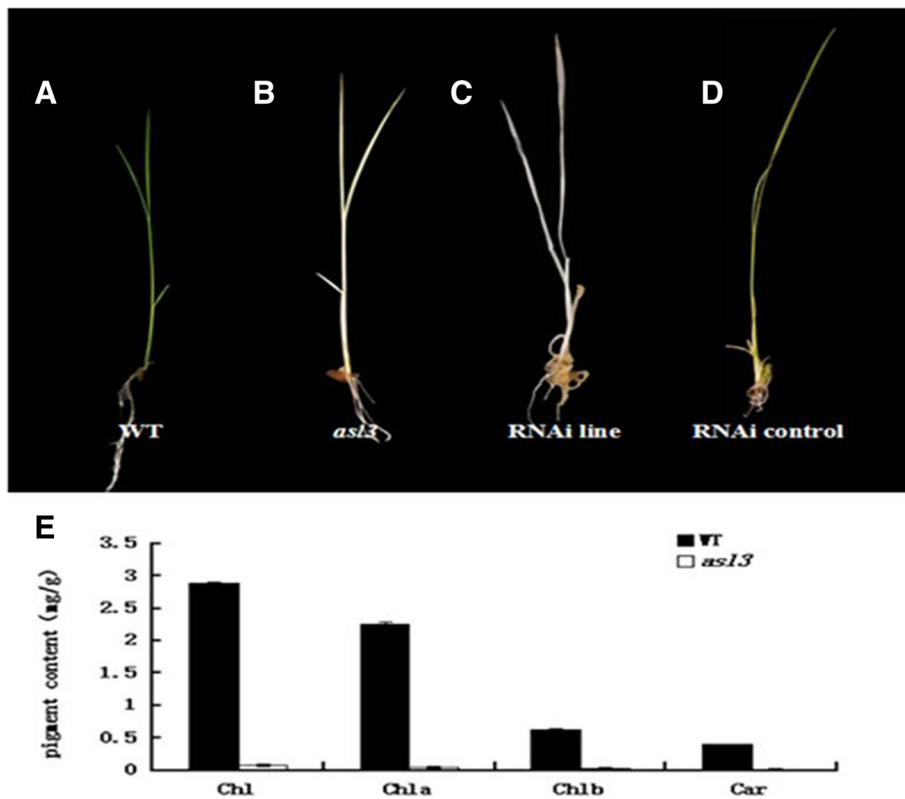 A B C D
WT asl3 RNAi line RNAi control
E
WT
asl3
pigment content (mg/g)
3.5
3
2.5
2
1.5
1
0.5
0
Chl Chla Chlb Car